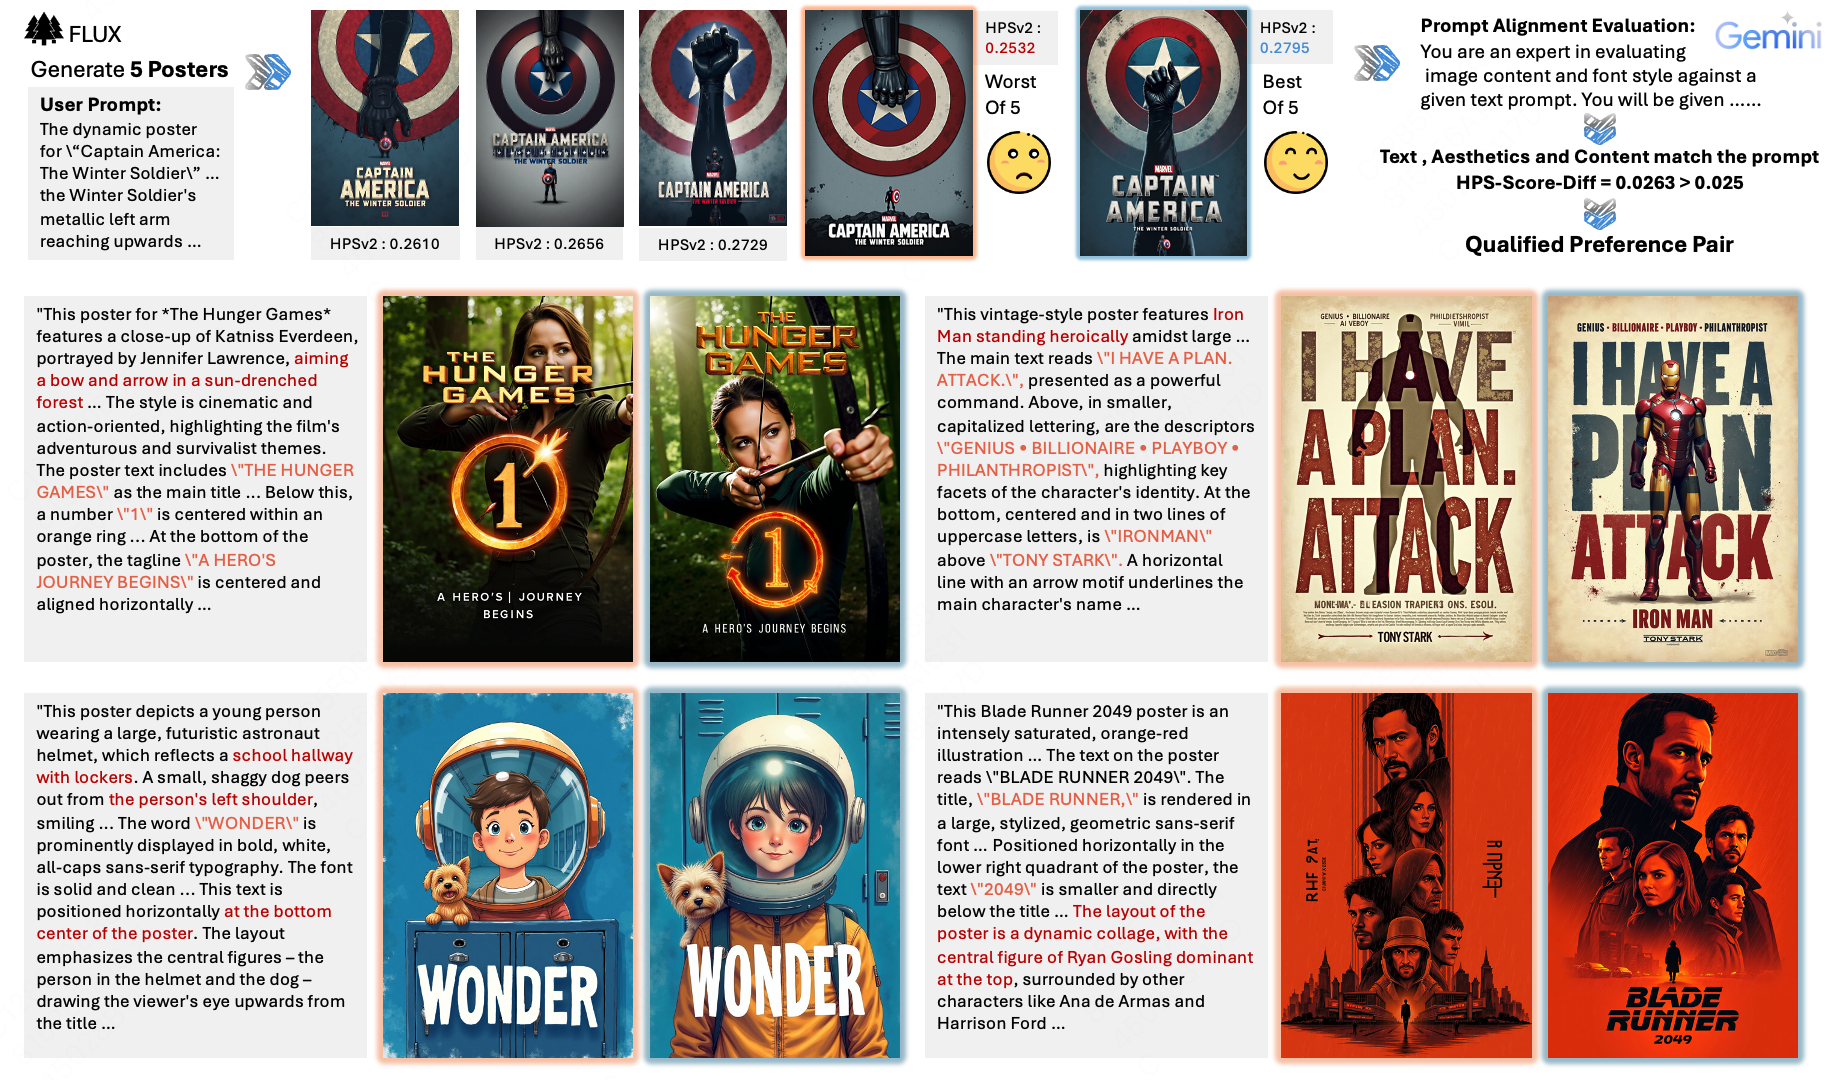 FLUX
Generate 5 Posters
User Prompt:
The dynamic poster
for \“Captain America:
The Winter Soldier\” ...
the Winter Soldier's
metallic left arm
reaching upwards ...
MARVEL
CAPTAIN
AMERICA
THE WINTER SOLDIER
HPSv2 : 0.2610
CAPTAIN AMERICA
THE WINTER SOLDIER
HPSv2 : 0.2656
MARVEL
CAPTAIN AMERICA
THE WINTER SOLDIER
HPSv2 : 0.2729
MARVEL
CAPTAIN AMERICA
THE WINTER SOLDIER
HPSv2 :
0.2532
Worst
Of 5
MARVEL
CAPTAIN
AMERICA
THE WINTER SOLDIER
HPSv2 :
0.2795
Best
Of 5
Prompt Alignment Evaluation:
Gemini
You are an expert in evaluating
image content and font style against a
given text prompt. You will be given ......
Text , Aesthetics and Content match the prompt
HPS-Score-Diff = 0.0263 > 0.025
Qualified Preference Pair
"This poster for *The Hunger Games*
features a close-up of Katniss Everdeen,
portrayed by Jennifer Lawrence, aiming
a bow and arrow in a sun-drenched
forest ... The style is cinematic and
action-oriented, highlighting the film's
adventurous and survivalist themes.
The poster text includes \"THE HUNGER
GAMES\" as the main title ... Below this,
a number \"1\" is centered within an
orange ring ... At the bottom of the
poster, the tagline \"A HERO'S
JOURNEY BEGINS\" is centered and
aligned horizontally ...
THE
HUNGER
GAMES
1
A HERO'S | JOURNEY
BEGINS
THE
HUNGER
GAMES
1
A HERO'S JOURNEY BEGINS
"This vintage-style poster features Iron
Man standing heroically amidst large ...
The main text reads \"I HAVE A PLAN.
ATTACK.\", presented as a powerful
command. Above, in smaller,
capitalized lettering, are the descriptors
\"GENIUS • BILLIONAIRE • PLAYBOY •
PHILANTHROPIST\", highlighting key
facets of the character's identity. At the
bottom, centered and in two lines of
uppercase letters, is \"IRONMAN\"
above \"TONY STARK\". A horizontal
line with an arrow motif underlines the
main character's name ...
GENIUS • BILLIONAIRE
AI VEBOY
PHILDIETSHROPIST
VIMIL
I HAVE
A PLAN.
ATTACK
TONY STARK
GENIUS • BILLIONAIRE • PLAYBOY • PHILANTHROPIST
I HAVE A
PLAN
ATTACK
IRON MAN
TONY STARK
"This poster depicts a young person
wearing a large, futuristic astronaut
helmet, which reflects a school hallway
with lockers. A small, shaggy dog peers
out from the person's left shoulder,
smiling ... The word \"WONDER\" is
prominently displayed in bold, white,
all-caps sans-serif typography. The font
is solid and clean ... This text is
positioned horizontally at the bottom
center of the poster. The layout
emphasizes the central figures – the
person in the helmet and the dog –
drawing the viewer's eye upwards from
the title ...
WONDER
WONDER
"This Blade Runner 2049 poster is an
intensely saturated, orange-red
illustration ... The text on the poster
reads \"BLADE RUNNER 2049\". The
title, \"BLADE RUNNER,\" is rendered in
a large, stylized, geometric sans-serif
font ... Positioned horizontally in the
lower right quadrant of the poster, the
text \"2049\" is smaller and directly
below the title ... The layout of the
poster is a dynamic collage, with the
central figure of Ryan Gosling dominant
at the top, surrounded by other
characters like Ana de Armas and
Harrison Ford ...
BLADE
RUNNER
2049